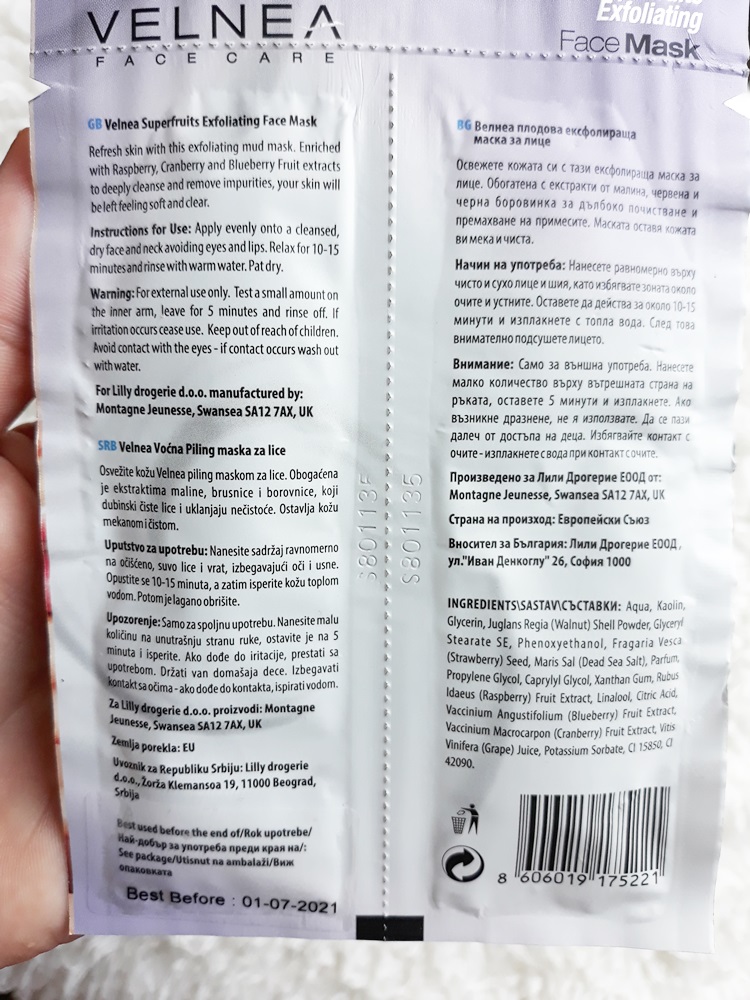 VELNEA
FACE CARE
Exfoliating
Face Mask
GB Velnea Superfruits Exfoliating Face Mask
Refresh skin with this exfoliating mud mask. Enriched
with Raspberry, Cranberry and Blueberry Fruit extracts
to deeply cleanse and remove impurities, your skin will
be left feeling soft and clear.
Instructions for Use: Apply evenly onto a cleansed,
dry face and neck avoiding eyes and lips. Relax for 10-15
minutes and rinse with warm water. Pat dry.
Warning: For external use only. Test a small amount on
the inner arm, leave for 5 minutes and rinse off. If
irritation occurs cease use. Keep out of reach of children.
Avoid contact with the eyes - if contact occurs wash out
with water.
For Lilly drogerie d.o.o. manufactured by:
Montagne Jeunesse, Swansea SA12 7AX, UK
SRB Velnea Voćna Piling maska za lice
Osvežite kožu Velnea piling maskom za lice. Obogaćena
je ekstraktima maline, brusnice i borovnice, koji
dubinski čiste lice i uklanjaju nečistoće. Ostavlja kožu
mekanom i čistom.
Uputstvo za upotrebu: Nanesite sadržaj ravnomerno
na očišćeno, suvo lice i vrat, izbegavajući oči i usne.
Opustite se 10-15 minuta, a zatim isperite kožu toplom
vodom. Potom je lagano obrišite.
Upozorenje: Samo za spoljnu upotrebu. Nanesite malu
količinu na unutrašnju stranu ruke, ostavite je na 5
minuta i isperite. Ako dođe do iritacije, prestati sa
upotrebom. Držati van domašaja dece. Izbegavati
kontakt sa očima - ako dođe do kontakta, ispirati vodom.
Za Lilly drogerie d.o.o. proizvodi: Montagne
Jeunesse, Swansea SA12 7AX, UK
Zemlja porekla: EU
Uvoznik za Republiku Srbiju: Lilly drogerie
d.o.o., Žorža Klemansoa 19, 11000 Beograd,
Srbija
Best used before the end of/Rok upotrebe/
Най-добър за употреба преди края на/:
See package/Utisnut na ambalaži/Виж
опаковката
Best Before : 01-07-2021
S801135
S801135
BG Велнеа плодова ексфолираща
маска за лице
Освежете кожата си с тази ексфолираща маска за
лице. Обогатена с екстракти от малина, червена и
черна боровинка за дълбоко почистване и
премахване на примесите. Маската оставя кожата
ви мека и чиста.
Начин на употреба: Нанесете равномерно върху
чисто и сухо лице и шия, като избягвате зоната около
очите и устните. Оставете да действа за около 10-15
минути и изплакнете с топла вода. След това
внимателно подсушете лицето.
Внимание: Само за външна употреба. Нанесете
малко количество върху вътрешната страна на
ръката, оставете 5 минути и изплакнете. Ако
възникне дразнене, не я използвате. Да се пази
далеч от достъпа на деца. Избягвайте контакт с
очите - изплакнете с вода при контакт с очите.
Произведено за Лили Дрогерие ЕООД от:
Montagne Jeunesse, Swansea SA12 7AX, UK
Страна на произход: Европейски Съюз
Вносител за България: Лили Дрогерие ЕООД,
ул."Иван Денкоглу" 26, София 1000
INGREDIENTS\SASTAV\СЪСТАВКИ: Aqua, Kaolin,
Glycerin, Juglans Regia (Walnut) Shell Powder, Glyceryl
Stearate SE, Phenoxyethanol, Fragaria Vesca
(Strawberry) Seed, Maris Sal (Dead Sea Salt), Parfum,
Propylene Glycol, Caprylyl Glycol, Xanthan Gum, Rubus
Idaeus (Raspberry) Fruit Extract, Linalool, Citric Acid,
Vaccinium Angustifolium (Blueberry) Fruit Extract,
Vaccinium Macrocarpon (Cranberry) Fruit Extract, Vitis
Vinifera (Grape) Juice, Potassium Sorbate, CI 15850, CI
42090.
8 606019 175221